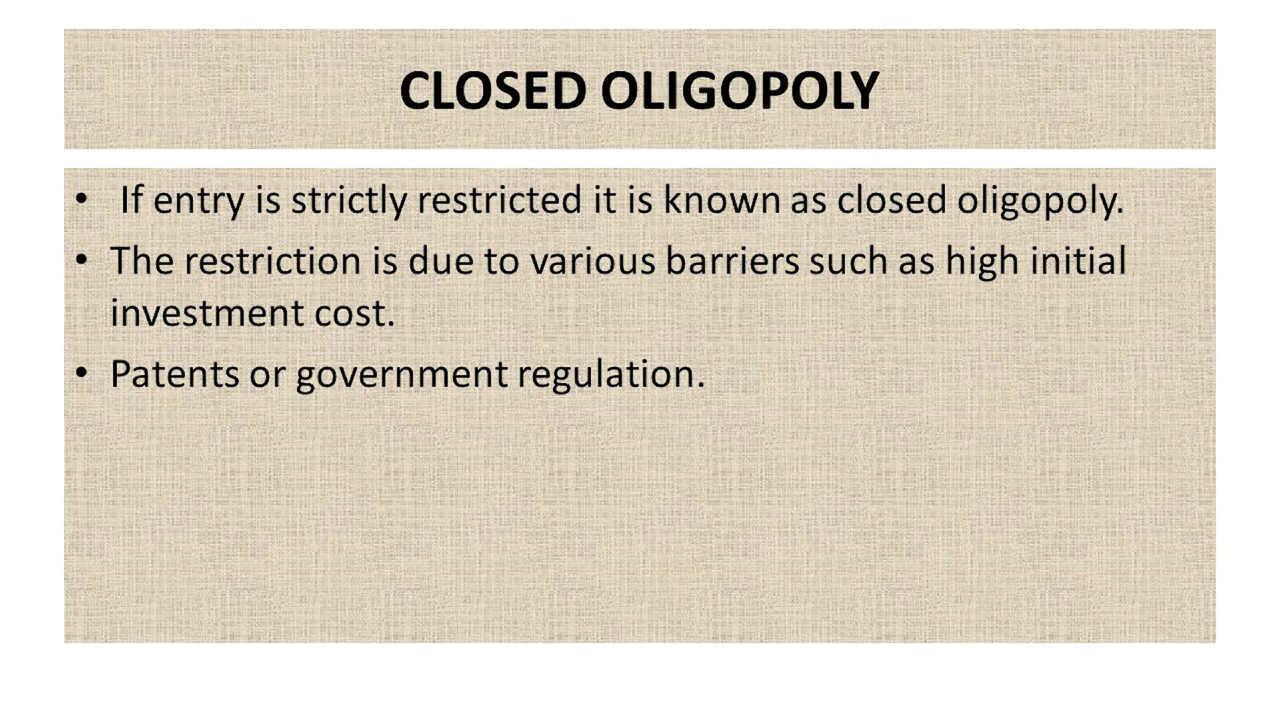 CLOSED OLIGOPOLY
• If entry is strictly restricted it is known as closed oligopoly.
• The restriction is due to various barriers such as high initial
investment cost.
• Patents or government regulation.